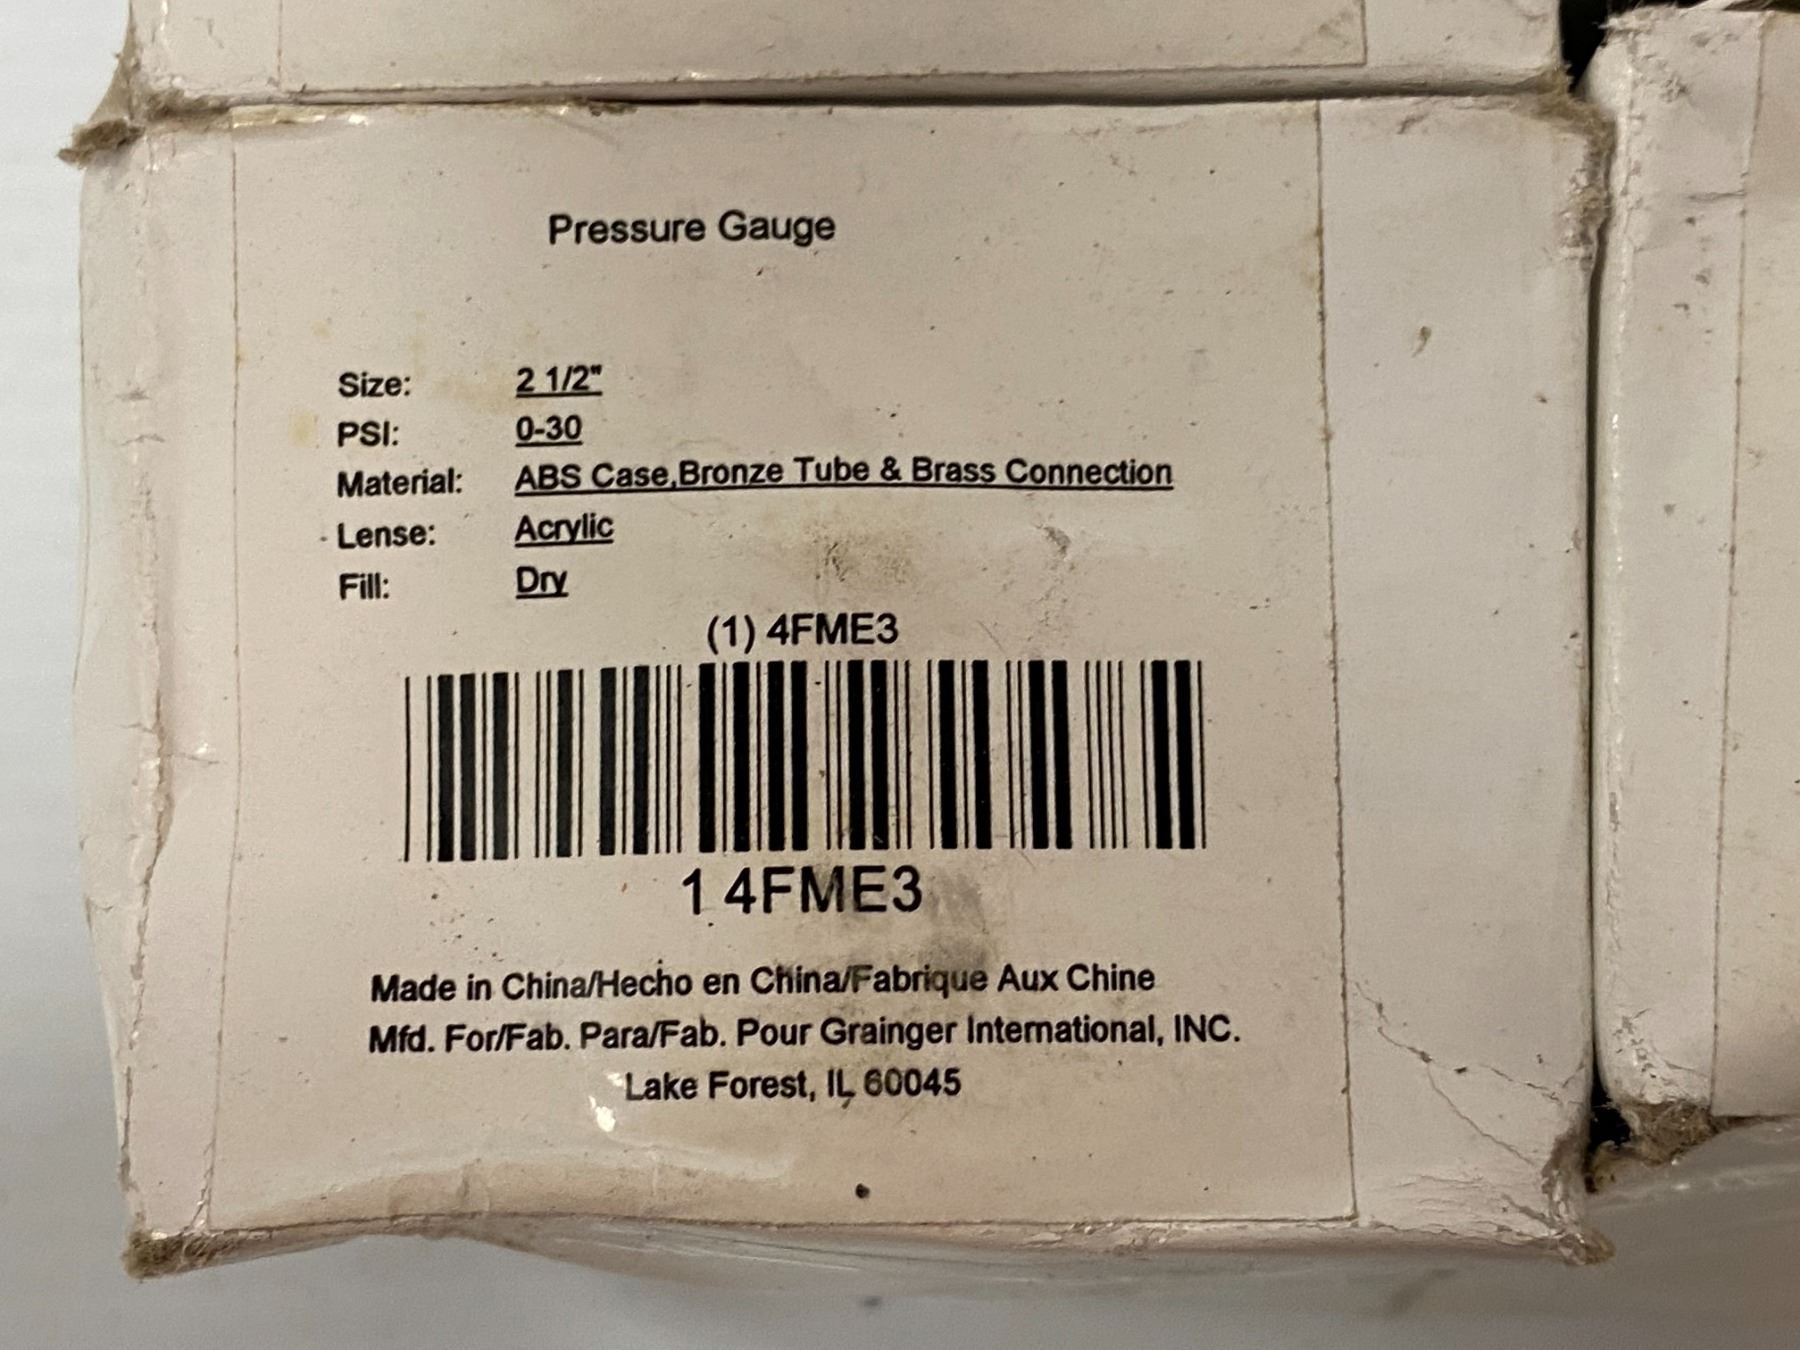 Pressure Gauge
Size: 2 1/2"
PSI: 0-30
Material: ABS Case,Bronze Tube & Brass Connection
Lense: Acrylic
Fill: Dry
(1) 4FME3
1 4FME3
Made in China/Hecho en China/Fabrique Aux Chine
Mfd. For/Fab. Para/Fab. Pour Grainger International, INC.
Lake Forest, IL 60045